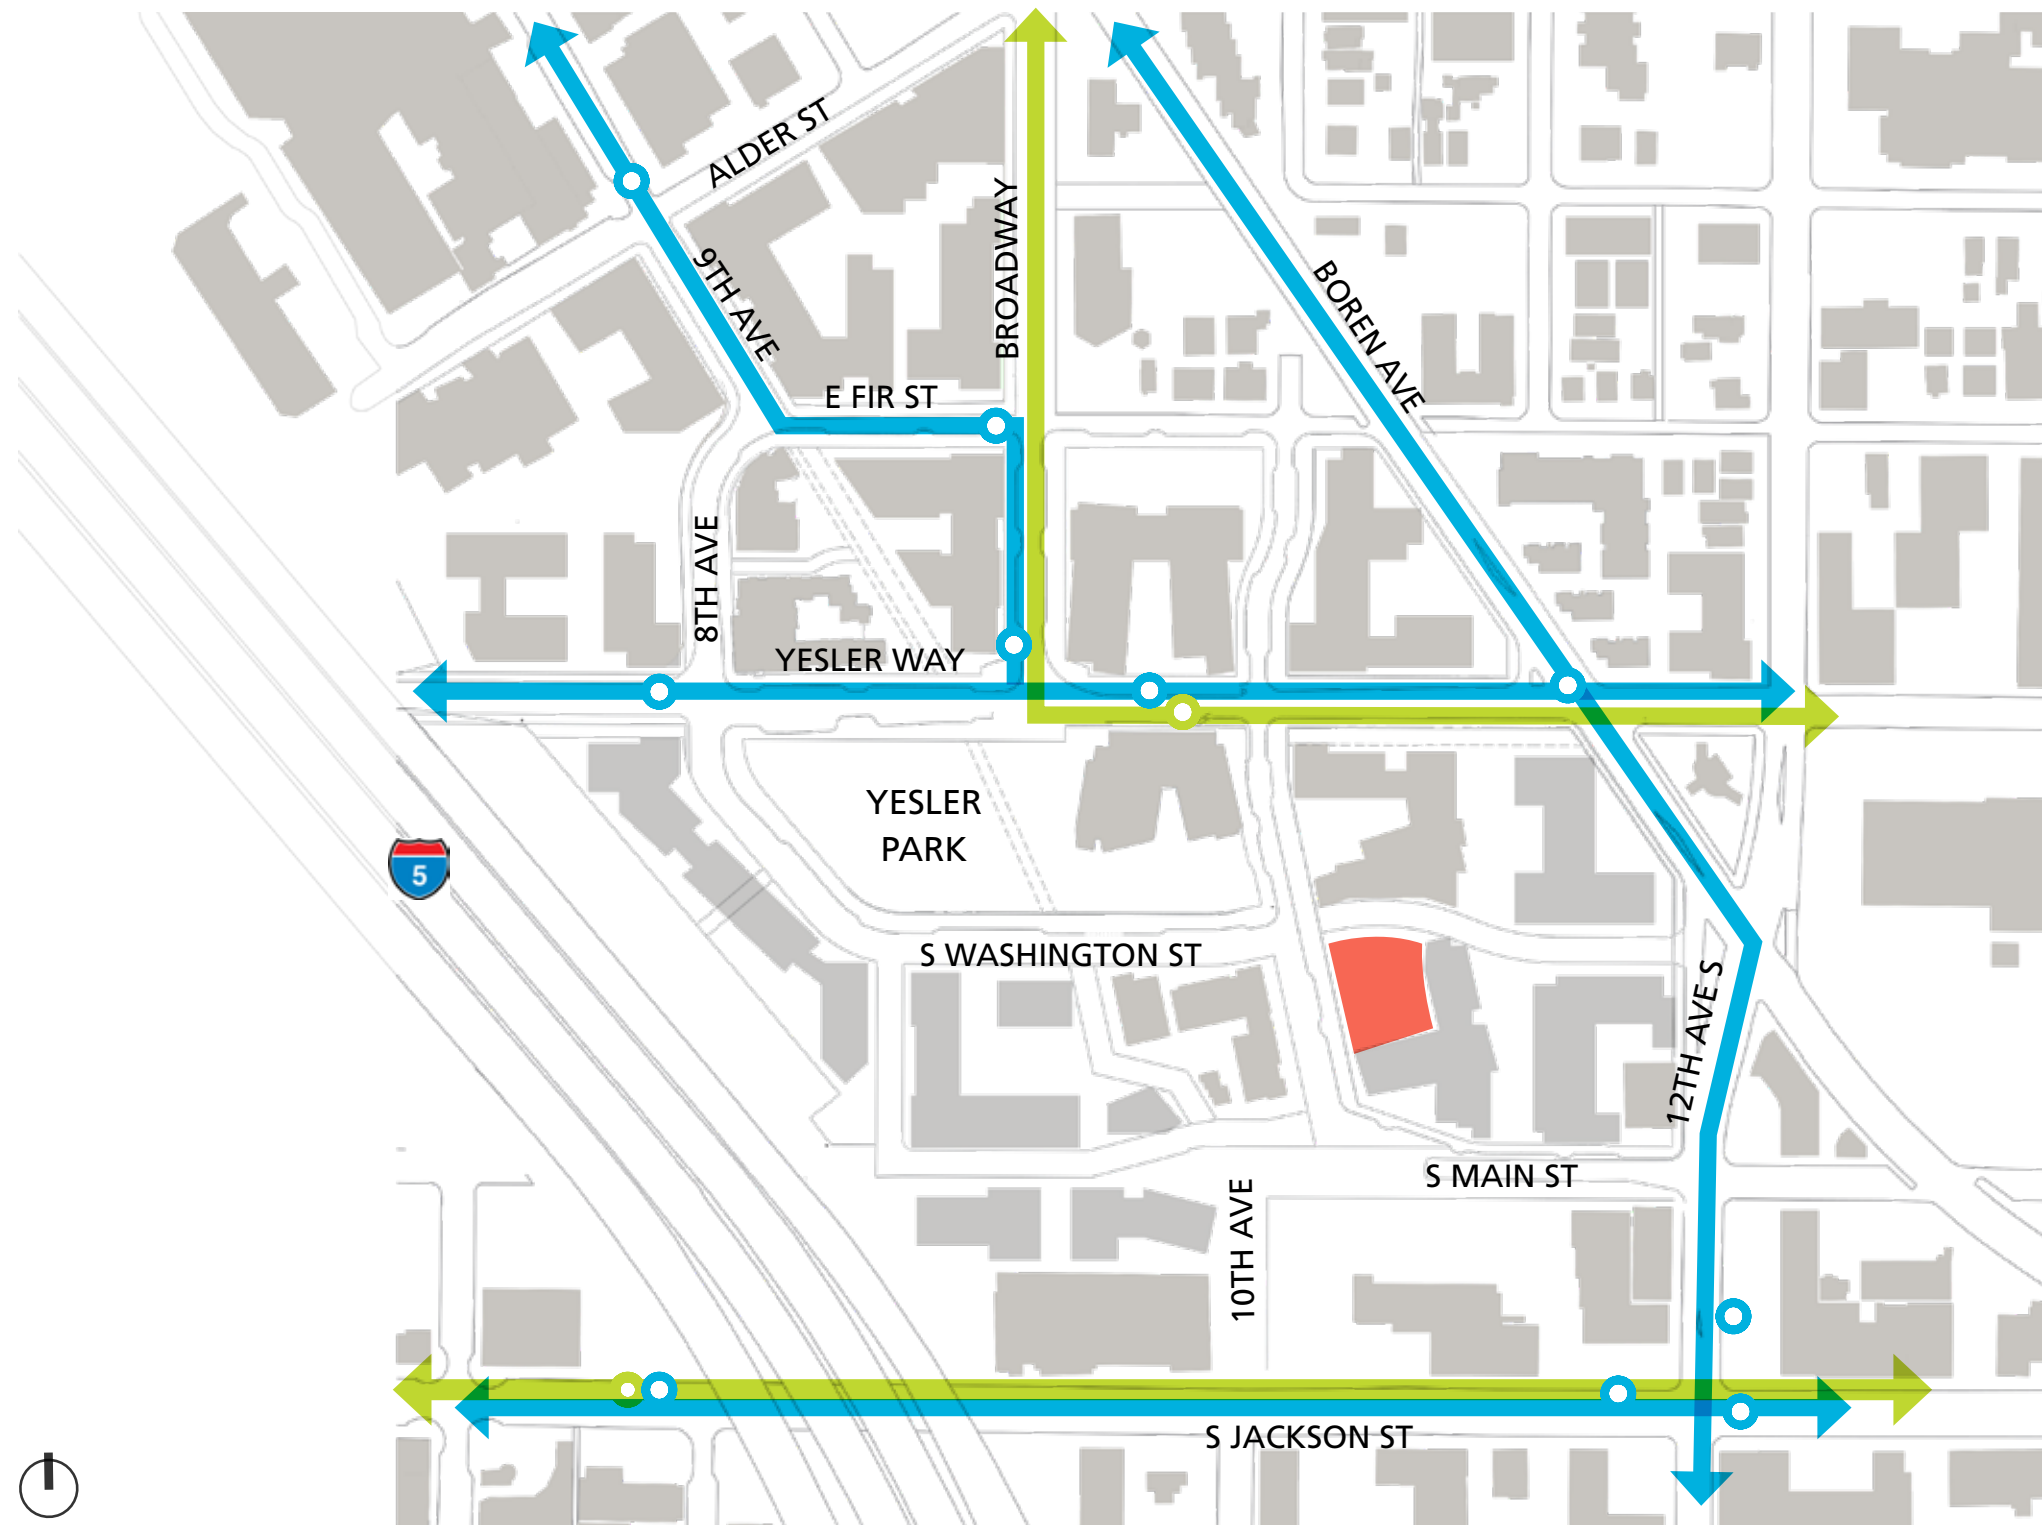 ALDER ST
BROADWAY
9TH AVE
BOREN AVE
E FIR ST
8TH AVE
YESLER WAY
YESLER
PARK
5
S WASHINGTON ST
12TH AVE S
S MAIN ST
10TH AVE
S JACKSON ST